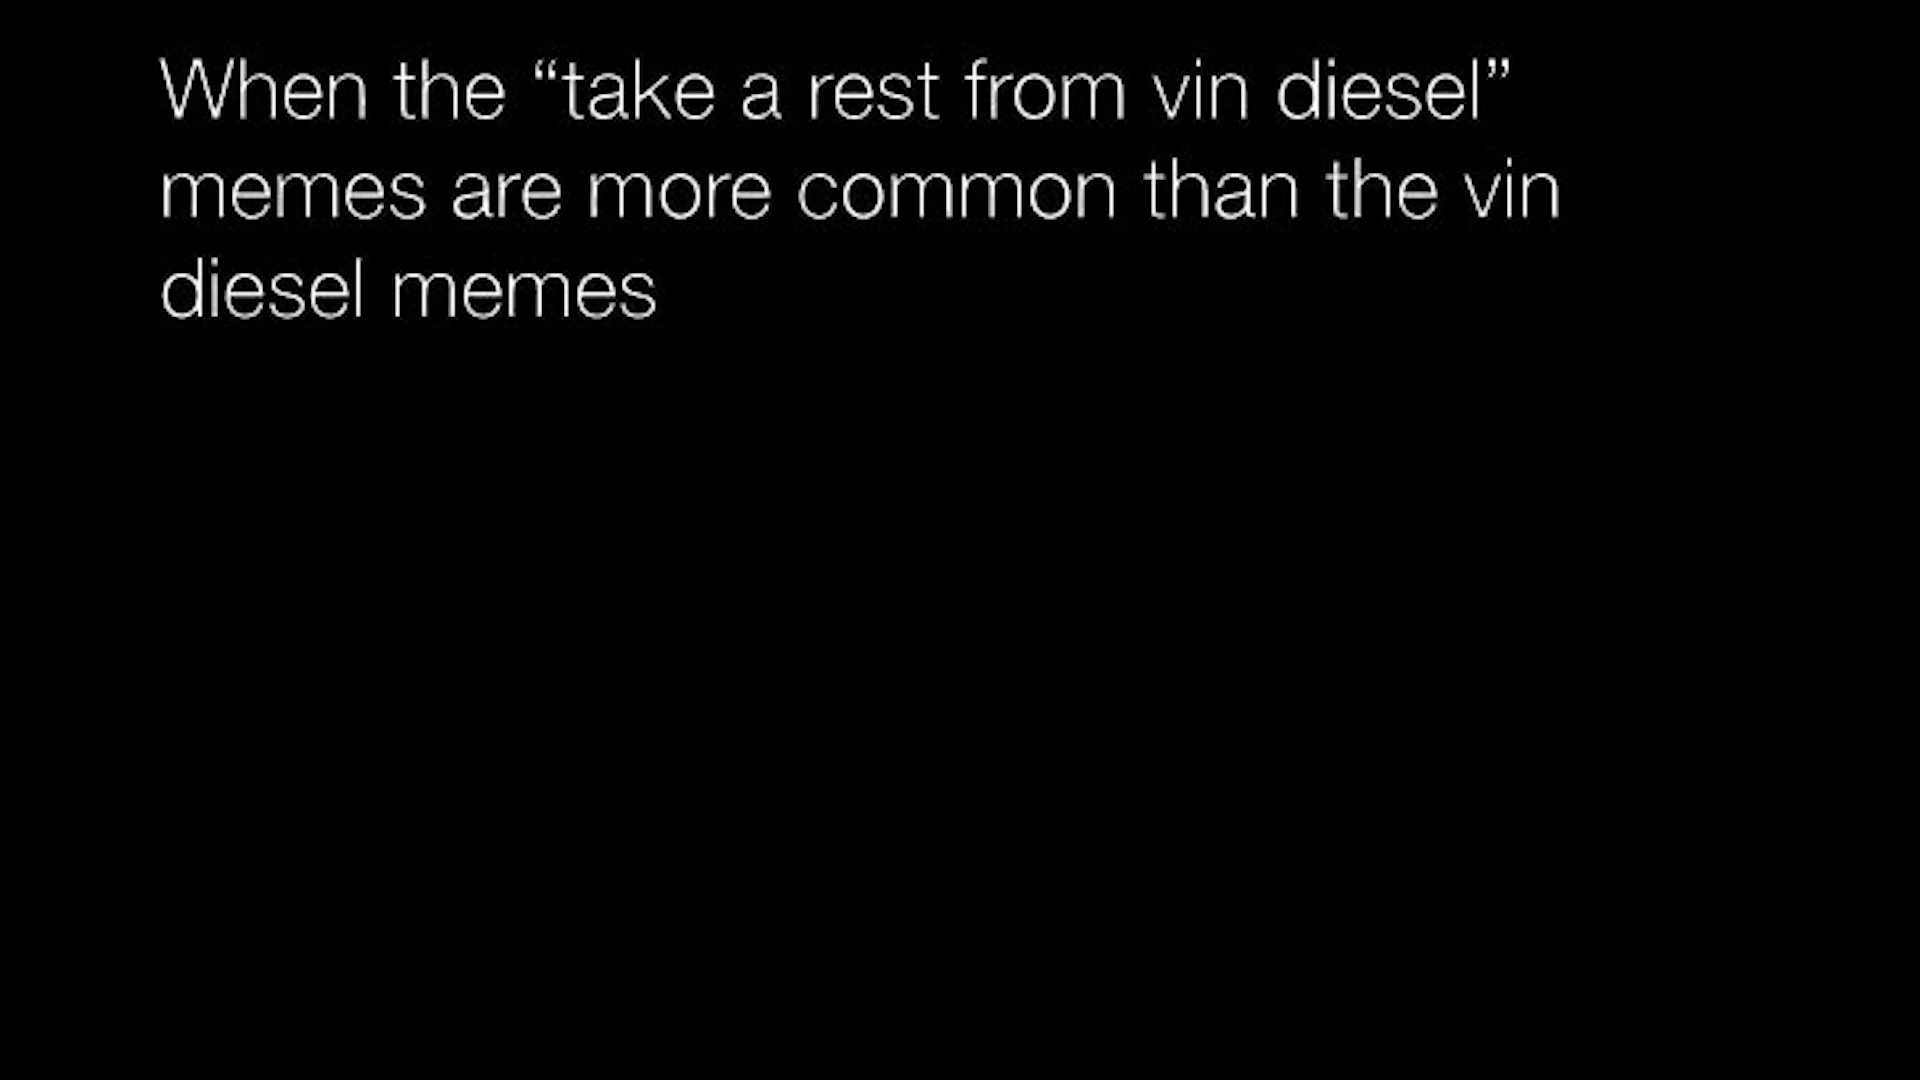 When the “take a rest from vin diesel”
memes are more common than the vin
diesel memes